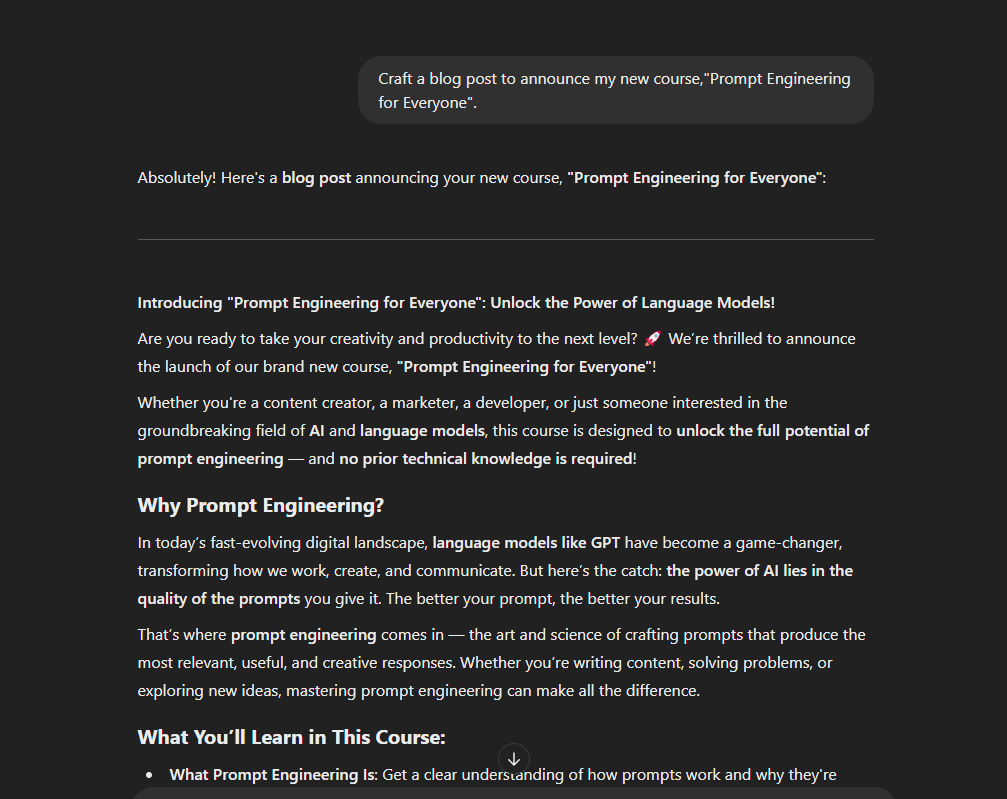 Craft a blog post to announce my new course,"Prompt Engineering
for Everyone".
Absolutely! Here's a blog post announcing your new course, "Prompt Engineering for Everyone":
Introducing "Prompt Engineering for Everyone": Unlock the Power of Language Models!
Are you ready to take your creativity and productivity to the next level? 🚀 We’re thrilled to announce
the launch of our brand new course, "Prompt Engineering for Everyone"!
Whether you're a content creator, a marketer, a developer, or just someone interested in the
groundbreaking field of AI and language models, this course is designed to unlock the full potential of
prompt engineering — and no prior technical knowledge is required!
Why Prompt Engineering?
In today’s fast-evolving digital landscape, language models like GPT have become a game-changer,
transforming how we work, create, and communicate. But here’s the catch: the power of AI lies in the
quality of the prompts you give it. The better your prompt, the better your results.
That’s where prompt engineering comes in — the art and science of crafting prompts that produce the
most relevant, useful, and creative responses. Whether you’re writing content, solving problems, or
exploring new ideas, mastering prompt engineering can make all the difference.
What You’ll Learn in This Course:
• What Prompt Engineering Is: Get a clear understanding of how prompts work and why they're